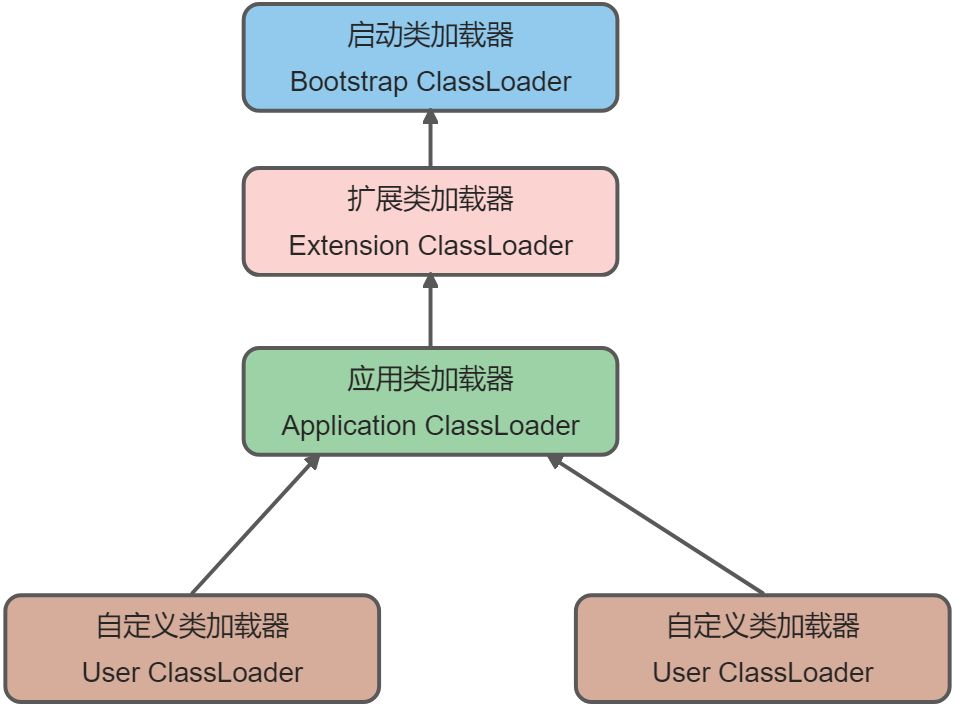 启动类加载器
Bootstrap ClassLoader
扩展类加载器
Extension ClassLoader
应用类加载器
Application ClassLoader
自定义类加载器
User ClassLoader
自定义类加载器
User ClassLoader